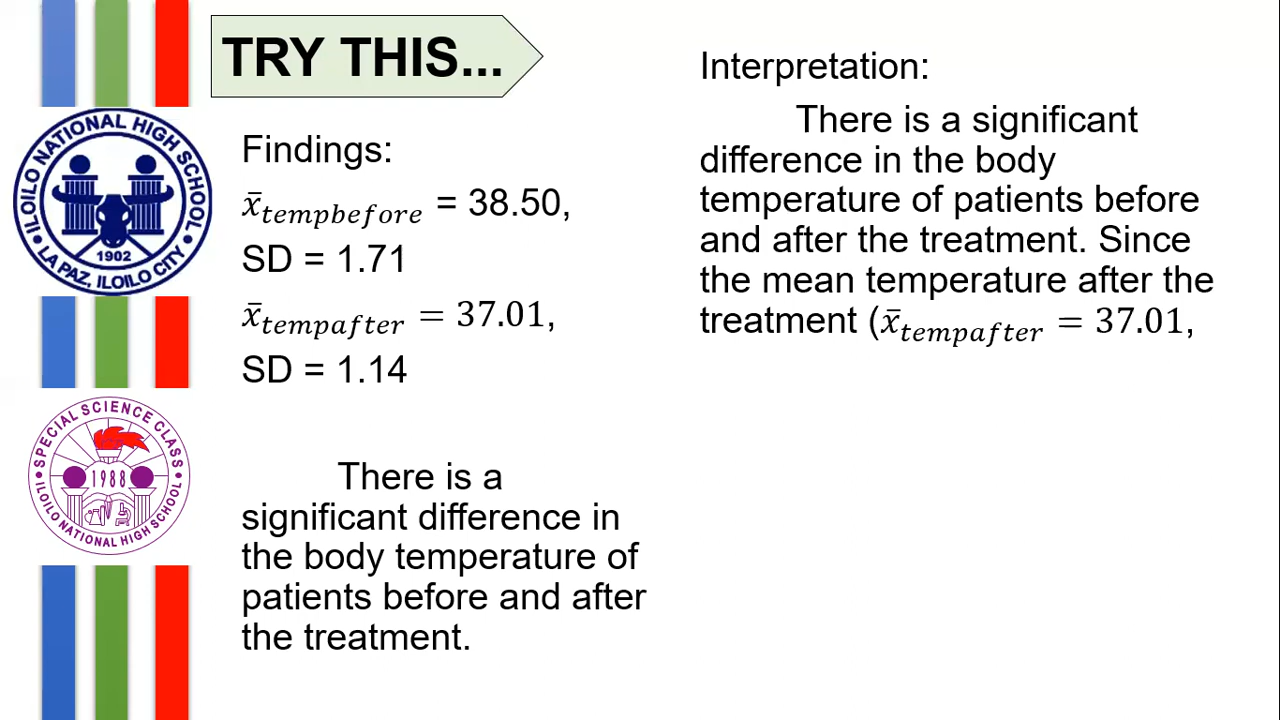 TRY THIS...
ILOILO NATIONAL HIGH SCHOOL
1902
LA PAZ, ILOILO CITY
SPECIAL SCIENCE CLASS
1988
ILOILO NATIONAL HIGH SCHOOL
Findings:
x̄_tempbefore = 38.50,
SD = 1.71
x̄_tempafter = 37.01,
SD = 1.14
There is a
significant difference in
the body temperature of
patients before and after
the treatment.
Interpretation:
There is a significant
difference in the body
temperature of patients before
and after the treatment. Since
the mean temperature after the
treatment (x̄_tempafter = 37.01,